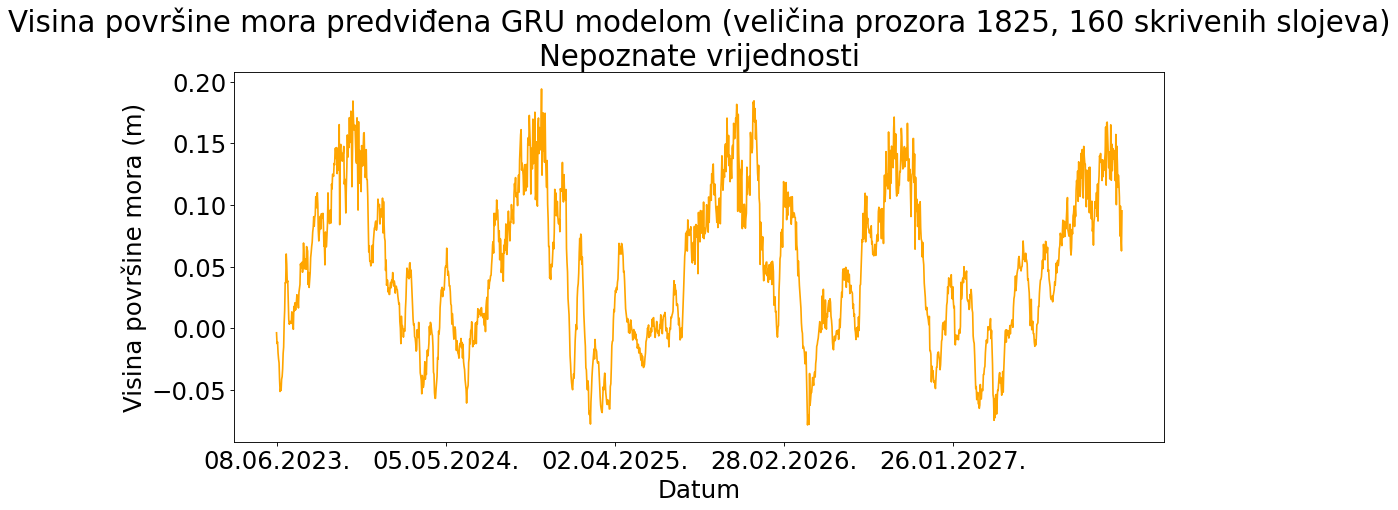 Visina površine mora predviđena GRU modelom (veličina prozora 1825, 160 skrivenih slojeva)
Nepoznate vrijednosti
Visina površine mora (m)
0.20
0.15
0.10
0.05
0.00
−0.05
08.06.2023. 05.05.2024. 02.04.2025. 28.02.2026. 26.01.2027.
Datum